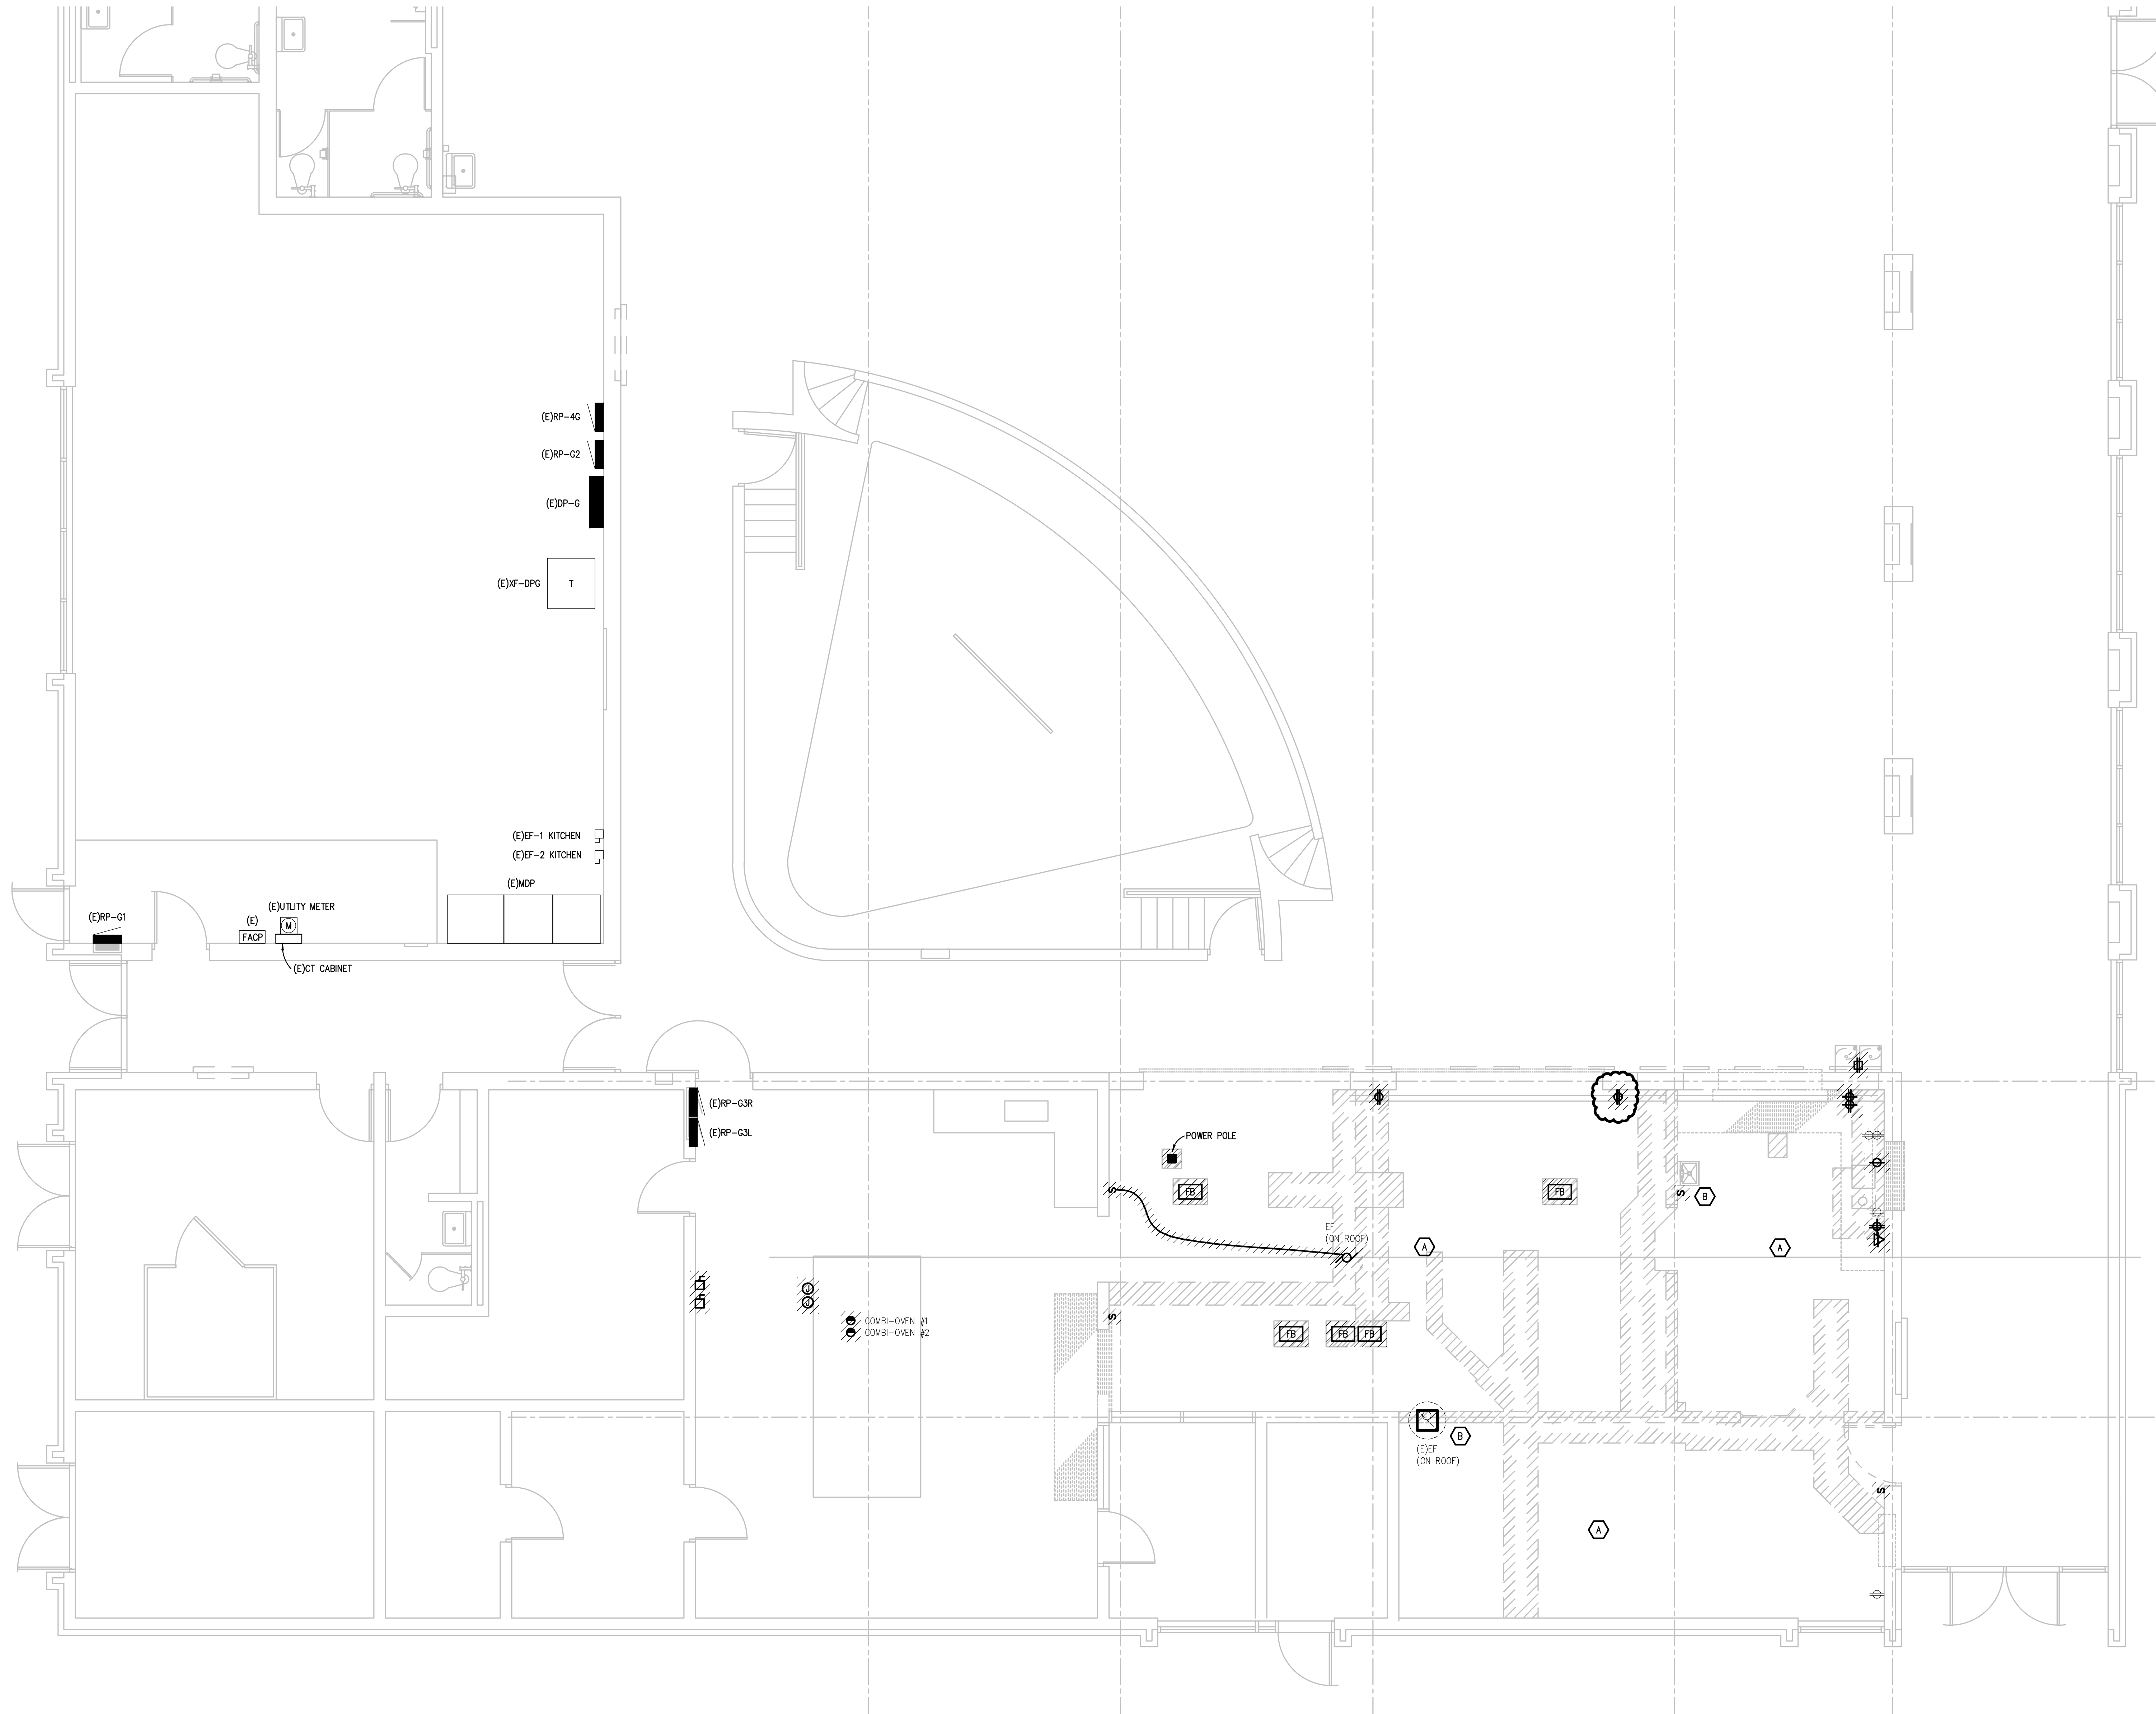 (E)RP-4G
(E)RP-G2
(E)DP-G
(E)XF-DPG
T
(E)EF-1 KITCHEN
(E)EF-2 KITCHEN
(E)MDP
(E)UTLITY METER
M
(E)
FACP
(E)RP-G1
(E)CT CABINET
(E)RP-G3R
(E)RP-G3L
POWER POLE
S
FB
FB
S
B
EF
(ON ROOF)
A
A
J
J
S
COMBI-OVEN #1
COMBI-OVEN #2
FB
FB
FB
B
(E)EF
(ON ROOF)
S
A